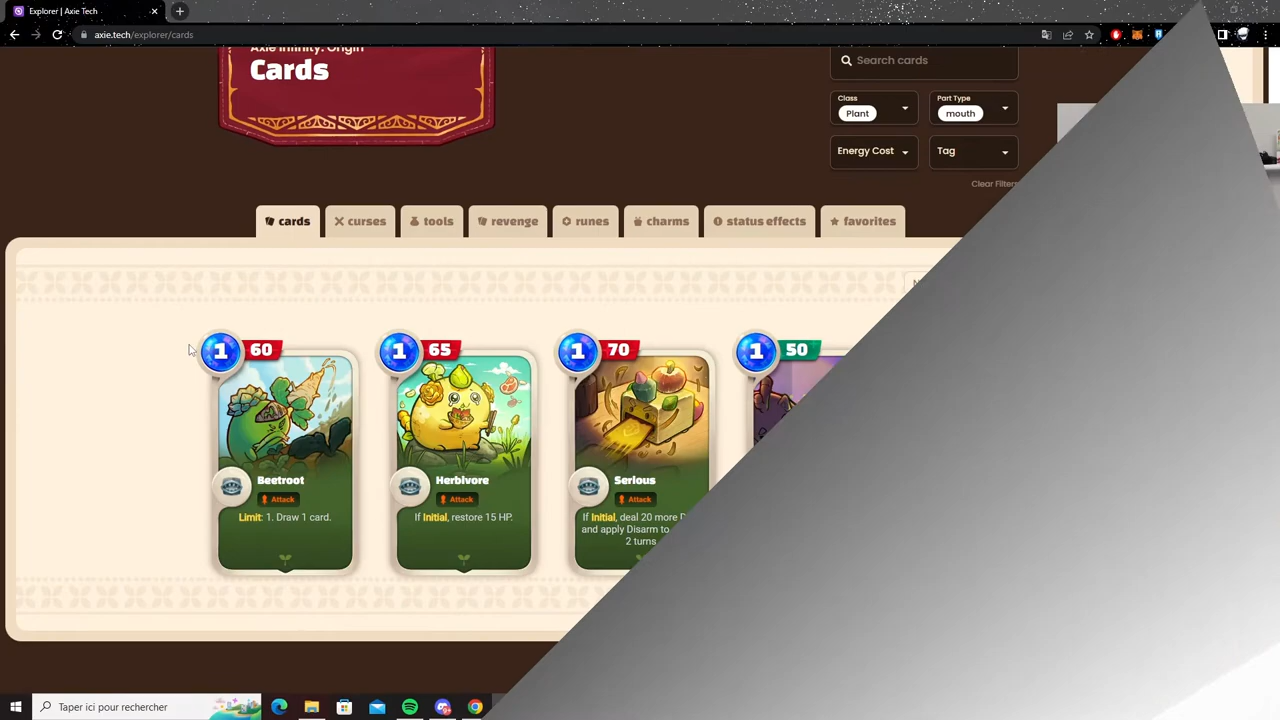 Explorer | Axie Tech
axie.tech/explorer/cards
Axie Infinity: Origin
Cards
Search cards
Class
Plant
Part Type
mouth
Energy Cost
Tag
Clear Filters
cards
curses
tools
revenge
runes
charms
status effects
favorites
1 60
1 65
1 70
1 50
Beetroot
Attack
Limit: 1. Draw 1 card.
Herbivore
Attack
If Initial, restore 15 HP.
Serious
Attack
If Initial, deal 20 more
and apply Disarm to
2 turns
Taper ici pour rechercher